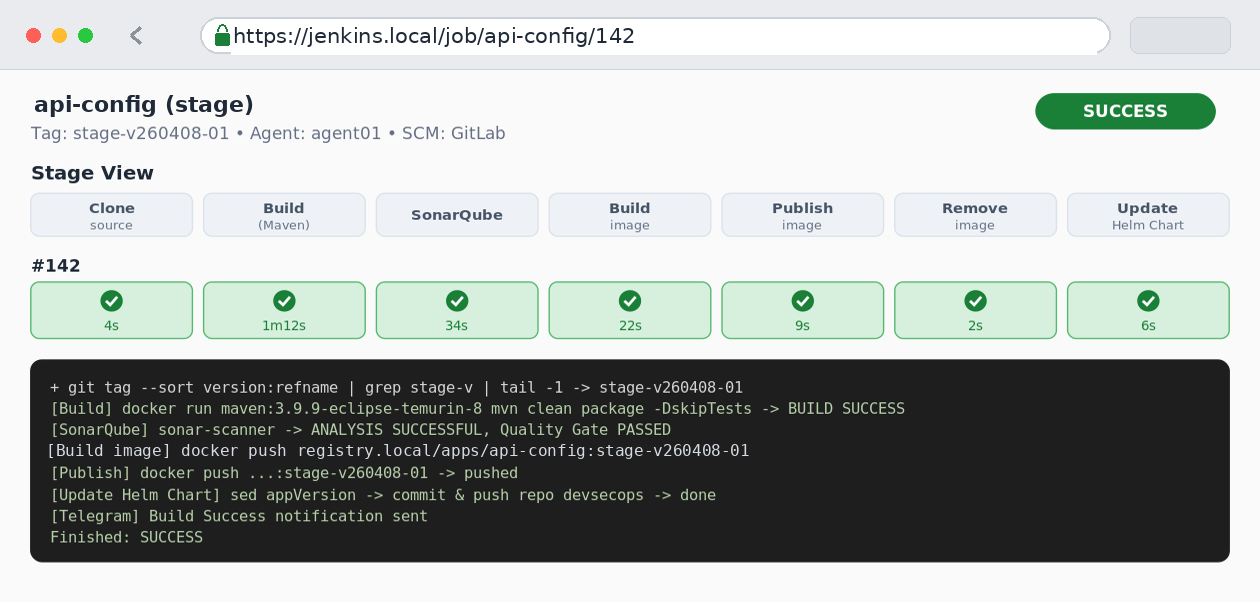 https://jenkins.local/job/api-config/142
api-config (stage)
SUCCESS
Tag: stage-v260408-01 • Agent: agent01 • SCM: GitLab
Stage View
Clone source
Build (Maven)
SonarQube
Build image
Publish image
Remove image
Update Helm Chart
#142
4s
1m12s
34s
22s
9s
2s
6s
+ git tag --sort version:refname | grep stage-v | tail -1 -> stage-v260408-01
[Build] docker run maven:3.9.9-eclipse-temurin-8 mvn clean package -DskipTests -> BUILD SUCCESS
[SonarQube] sonar-scanner -> ANALYSIS SUCCESSFUL, Quality Gate PASSED
[Build image] docker push registry.local/apps/api-config:stage-v260408-01
[Publish] docker push ...:stage-v260408-01 -> pushed
[Update Helm Chart] sed appVersion -> commit & push repo devsecops -> done
[Telegram] Build Success notification sent
Finished: SUCCESS